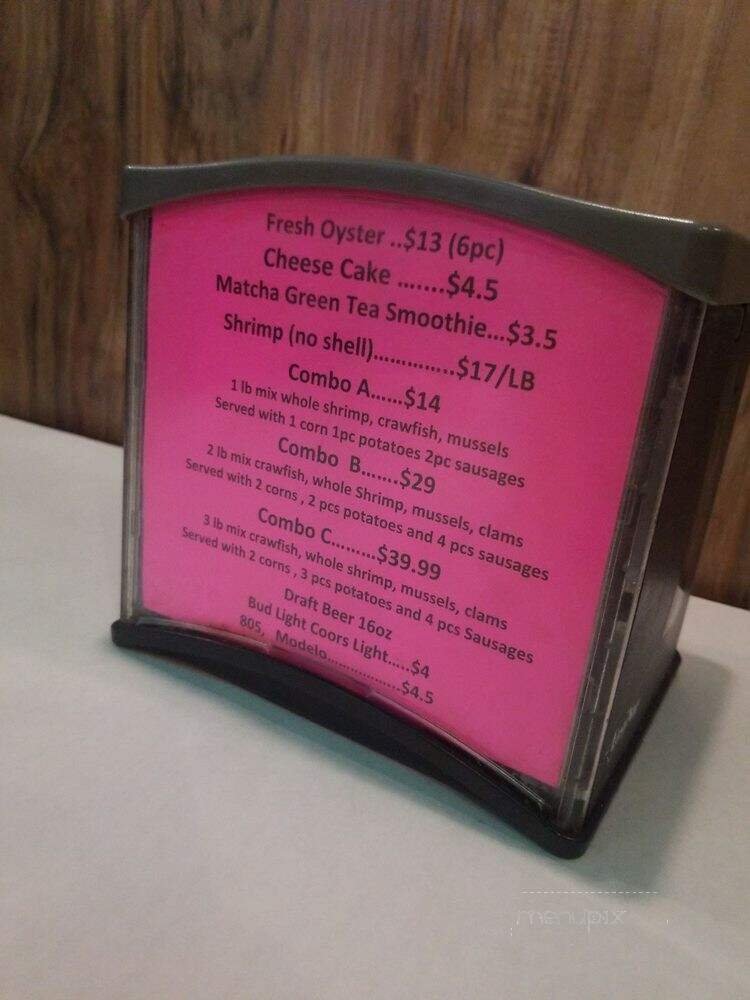 Fresh Oyster ..$13 (6pc)
Cheese Cake .......$4.5
Matcha Green Tea Smoothie...$3.5
Shrimp (no shell)...............$17/LB
Combo A......$14
1 lb mix whole shrimp, crawfish, mussels
Served with 1 corn 1pc potatoes 2pc sausages
Combo B.......$29
2 lb mix crawfish, whole Shrimp, mussels, clams
Served with 2 corns , 2 pcs potatoes and 4 pcs sausages
Combo C.........$39.99
3 lb mix crawfish, whole shrimp, mussels, clams
Served with 2 corns , 3 pcs potatoes and 4 pcs Sausages
Draft Beer 16oz
Bud Light Coors Light.....$4
805, Modelo..................$4.5
menupix